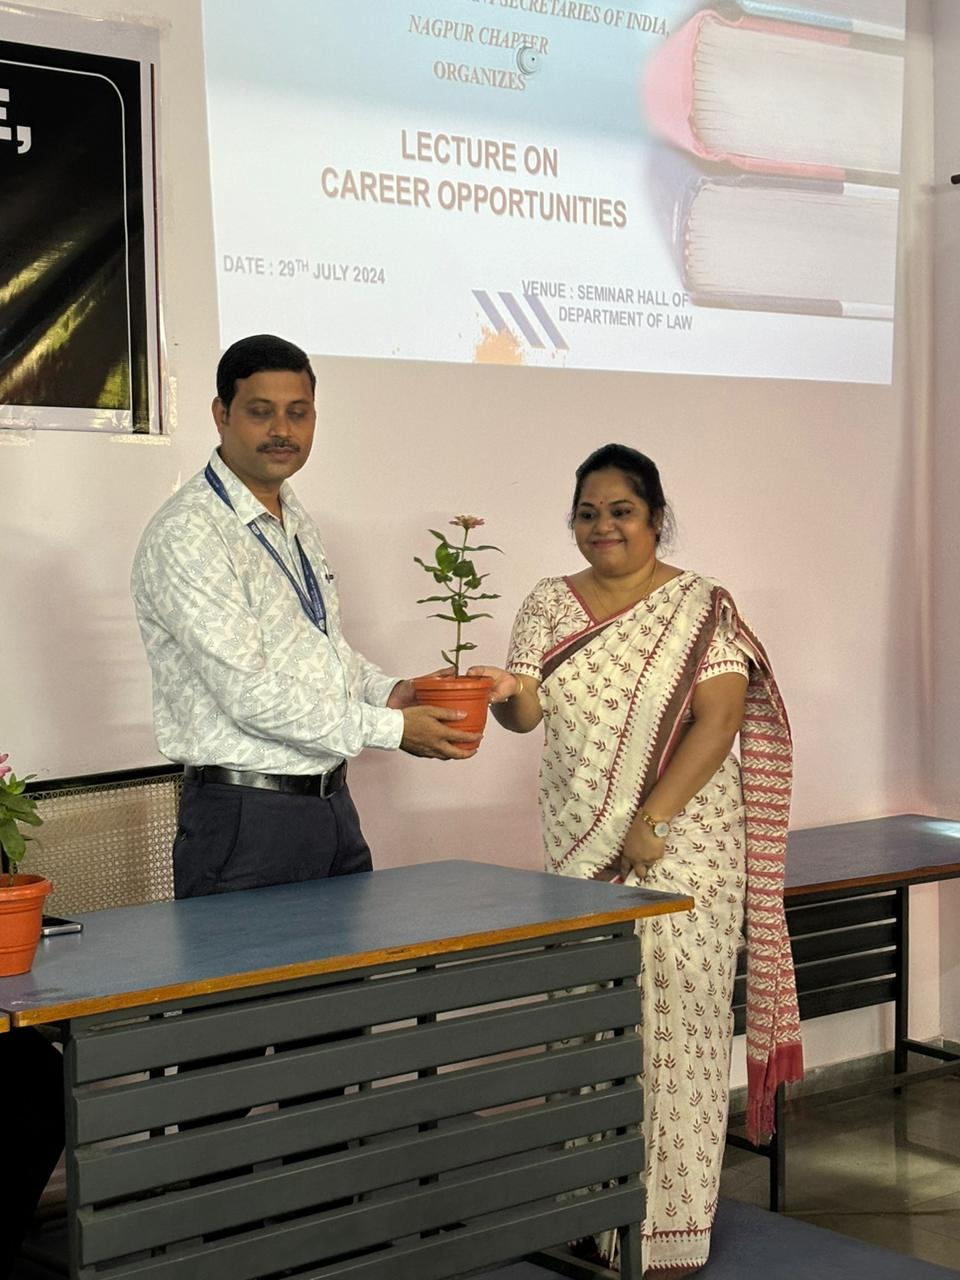 SECRETARIES OF INDIA,
NAGPUR CHAPTER
ORGANIZES
LECTURE ON
CAREER OPPORTUNITIES
DATE : 29TH JULY 2024
VENUE : SEMINAR HALL OF
DEPARTMENT OF LAW
E,